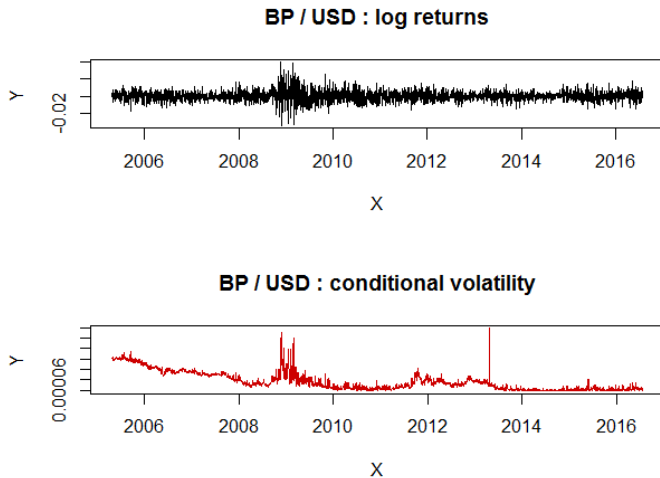 BP / USD : log returns
Y
-0.02
2006 2008 2010 2012 2014 2016
X
BP / USD : conditional volatility
Y
0.00006
2006 2008 2010 2012 2014 2016
X